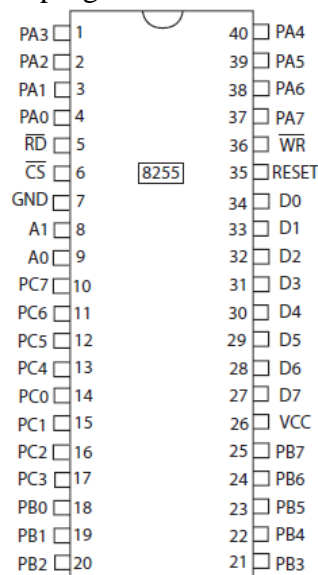 PA3 1 40 PA4
PA2 2 39 PA5
PA1 3 38 PA6
PA0 4 37 PA7
R̅D̅ 5 36 W̅R̅
C̅S̅ 6 8255 35 RESET
GND 7 34 D0
A1 8 33 D1
A0 9 32 D2
PC7 10 31 D3
PC6 11 30 D4
PC5 12 29 D5
PC4 13 28 D6
PC0 14 27 D7
PC1 15 26 VCC
PC2 16 25 PB7
PC3 17 24 PB6
PB0 18 23 PB5
PB1 19 22 PB4
PB2 20 21 PB3